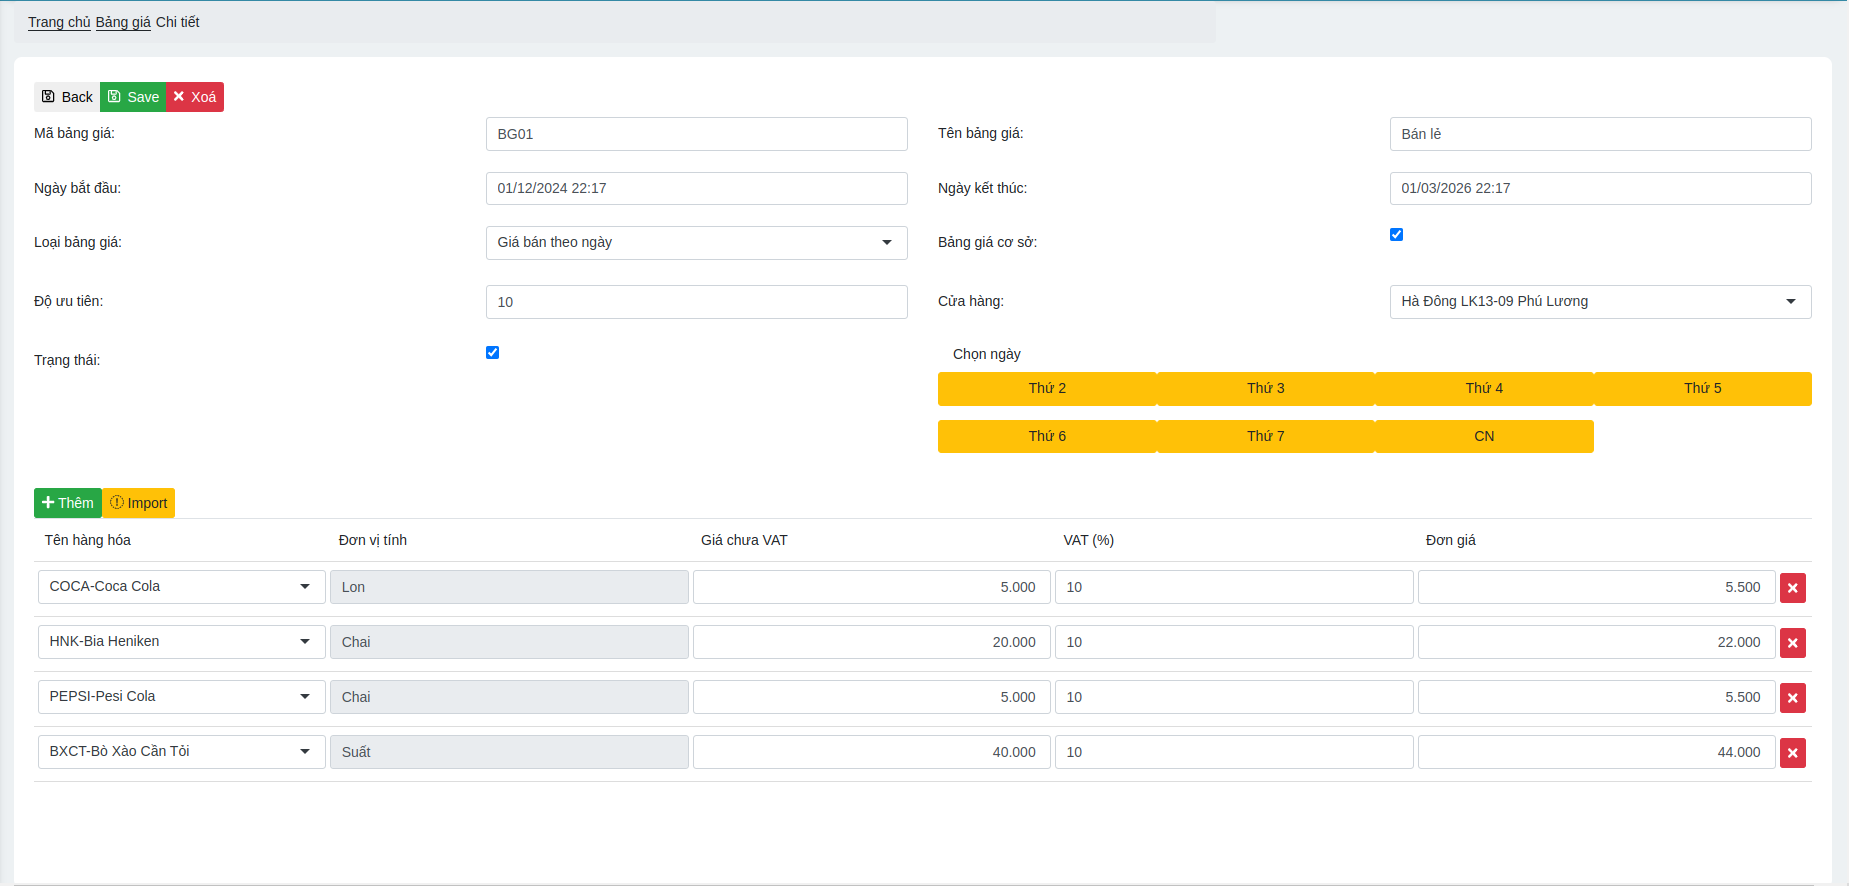 Trang chủ Bảng giá Chi tiết
Back Save Xoá
Mã bảng giá: BG01 Tên bảng giá: Bán lẻ
Ngày bắt đầu: 01/12/2024 22:17 Ngày kết thúc: 01/03/2026 22:17
Loại bảng giá: Giá bán theo ngày Bảng giá cơ sở:
Độ ưu tiên: 10 Cửa hàng: Hà Đông LK13-09 Phú Lương
Trạng thái: Chọn ngày
Thứ 2 Thứ 3 Thứ 4 Thứ 5
Thứ 6 Thứ 7 CN
Thêm Import
Tên hàng hóa Đơn vị tính Giá chưa VAT VAT (%) Đơn giá
COCA-Coca Cola Lon 5.000 10 5.500
HNK-Bia Heniken Chai 20.000 10 22.000
PEPSI-Pesi Cola Chai 5.000 10 5.500
BXCT-Bò Xào Cần Tỏi Suất 40.000 10 44.000